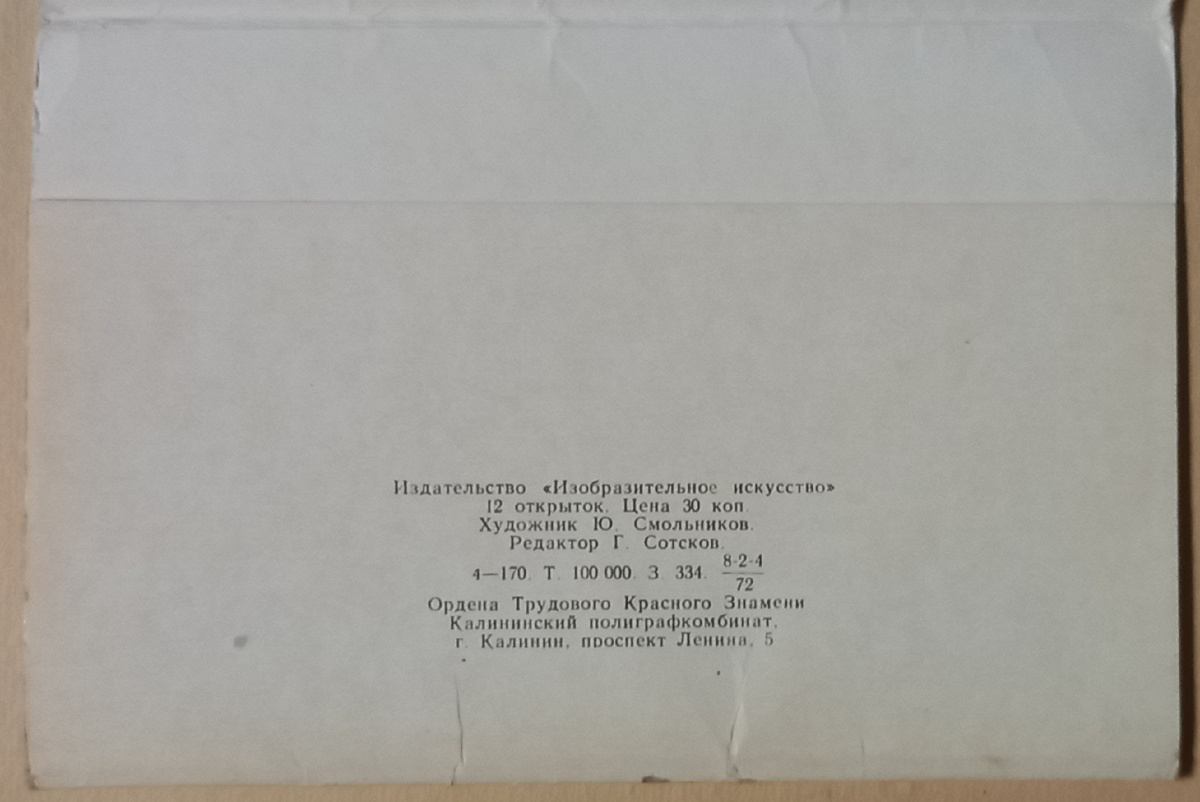 Издательство «Изобразительное искусство»
12 открыток. Цена 30 коп.
Художник Ю. Смольников.
Редактор Г. Сотсков.
4—170. Т. 100 000. З. 334. 8-2-4/72
Ордена Трудового Красного Знамени
Калининский полиграфкомбинат,
г. Калинин, проспект Ленина, 5